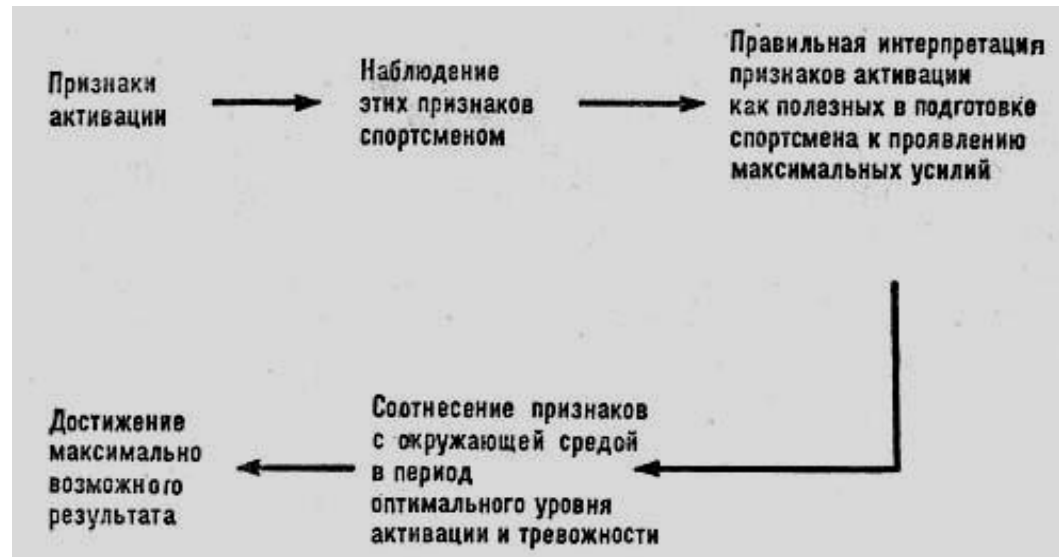 Признаки
активации
Наблюдение
этих признаков
спортсменом
Правильная интерпретация
признаков активации
как полезных в подготовке
спортсмена к проявлению
максимальных усилий
Соотнесение признаков
с окружающей средой
в период
оптимального уровня
активации и тревожности
Достижение
максимально
возможного
результата